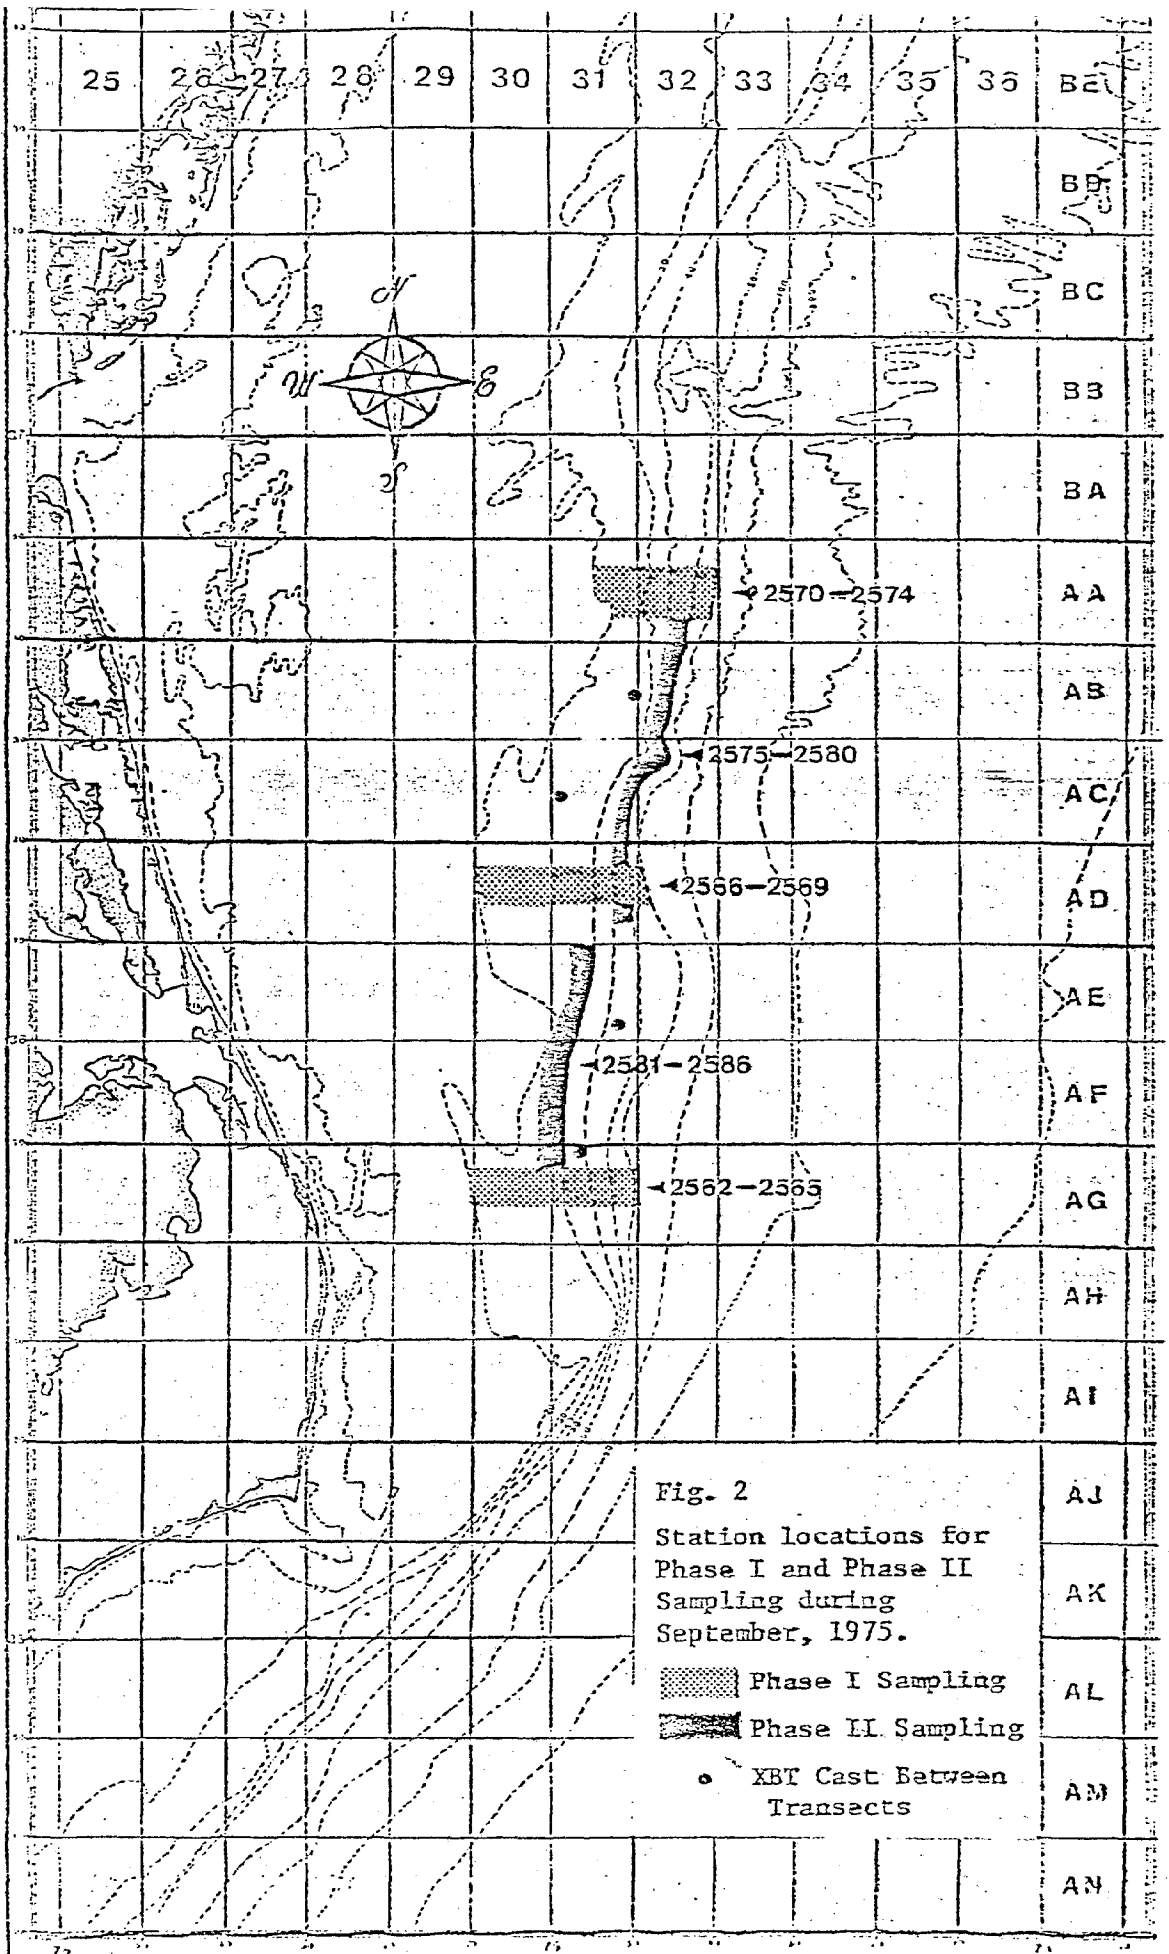 25 26 27 28 29 30 31 32 33 34 35 36 BE
BD
BC
N
W E
S
BB
BA
2570-2574 AA
AB
2575-2580
AC
2566-2569
AD
AE
2581-2586
AF
2562-2565
AG
AH
AI
Fig. 2
AJ
Station locations for
Phase I and Phase II
AK
Sampling during
September, 1975.
Phase I Sampling
AL
Phase II Sampling
XBT Cast Between
AM
Transects
AN